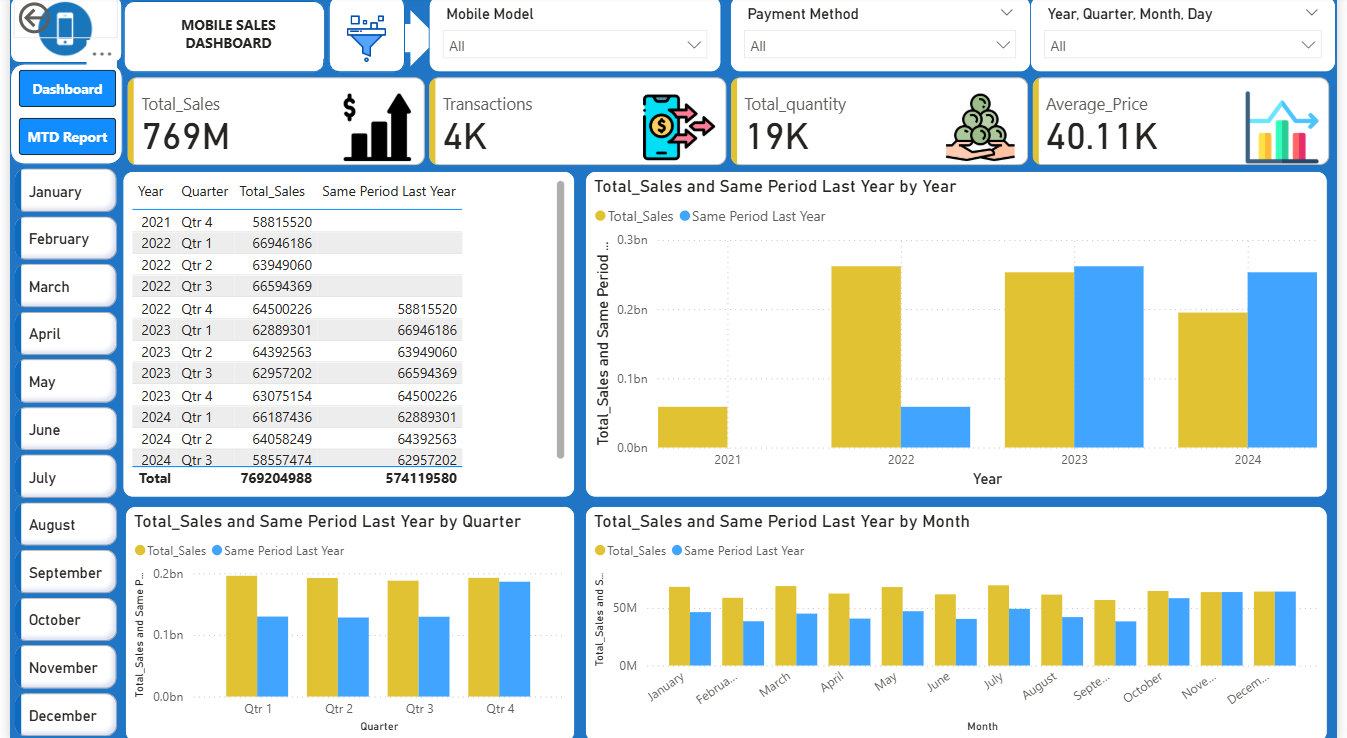 MOBILE SALES
DASHBOARD
Mobile Model
All
Payment Method
All
Year, Quarter, Month, Day
All
Dashboard
MTD Report
Total_Sales
769M
$
Transactions
4K
$
Total_quantity
19K
Average_Price
40.11K
January
February
March
April
May
June
July
August
September
October
November
December
Year Quarter Total_Sales Same Period Last Year
2021 Qtr 4 58815520
2022 Qtr 1 66946186
2022 Qtr 2 63949060
2022 Qtr 3 66594369
2022 Qtr 4 64500226 58815520
2023 Qtr 1 62889301 66946186
2023 Qtr 2 64392563 63949060
2023 Qtr 3 62957202 66594369
2023 Qtr 4 63075154 64500226
2024 Qtr 1 66187436 62889301
2024 Qtr 2 64058249 64392563
2024 Qtr 3 58557474 62957202
Total 769204988 574119580
Total_Sales and Same Period Last Year by Year
Total_Sales Same Period Last Year
Total_Sales and Same Period ...
0.3bn
0.2bn
0.1bn
0.0bn
2021 2022 2023 2024
Year
Total_Sales and Same Period Last Year by Quarter
Total_Sales Same Period Last Year
Total_Sales and Same P...
0.2bn
0.1bn
0.0bn
Qtr 1 Qtr 2 Qtr 3 Qtr 4
Quarter
Total_Sales and Same Period Last Year by Month
Total_Sales Same Period Last Year
Total_Sales and S...
50M
0M
January Februa... March April May June July August Septe... October Nove... Decem...
Month